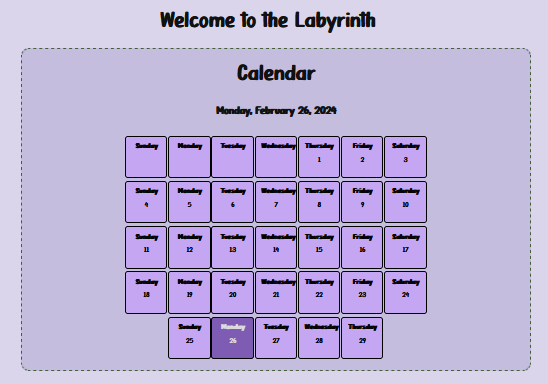 Welcome to the Labyrinth
Calendar
Monday, February 26, 2024
Sunday Monday Tuesday Wednesday Thursday Friday Saturday
1 2 3
Sunday Monday Tuesday Wednesday Thursday Friday Saturday
4 5 6 7 8 9 10
Sunday Monday Tuesday Wednesday Thursday Friday Saturday
11 12 13 14 15 16 17
Sunday Monday Tuesday Wednesday Thursday Friday Saturday
18 19 20 21 22 23 24
Sunday Monday Tuesday Wednesday Thursday
25 26 27 28 29